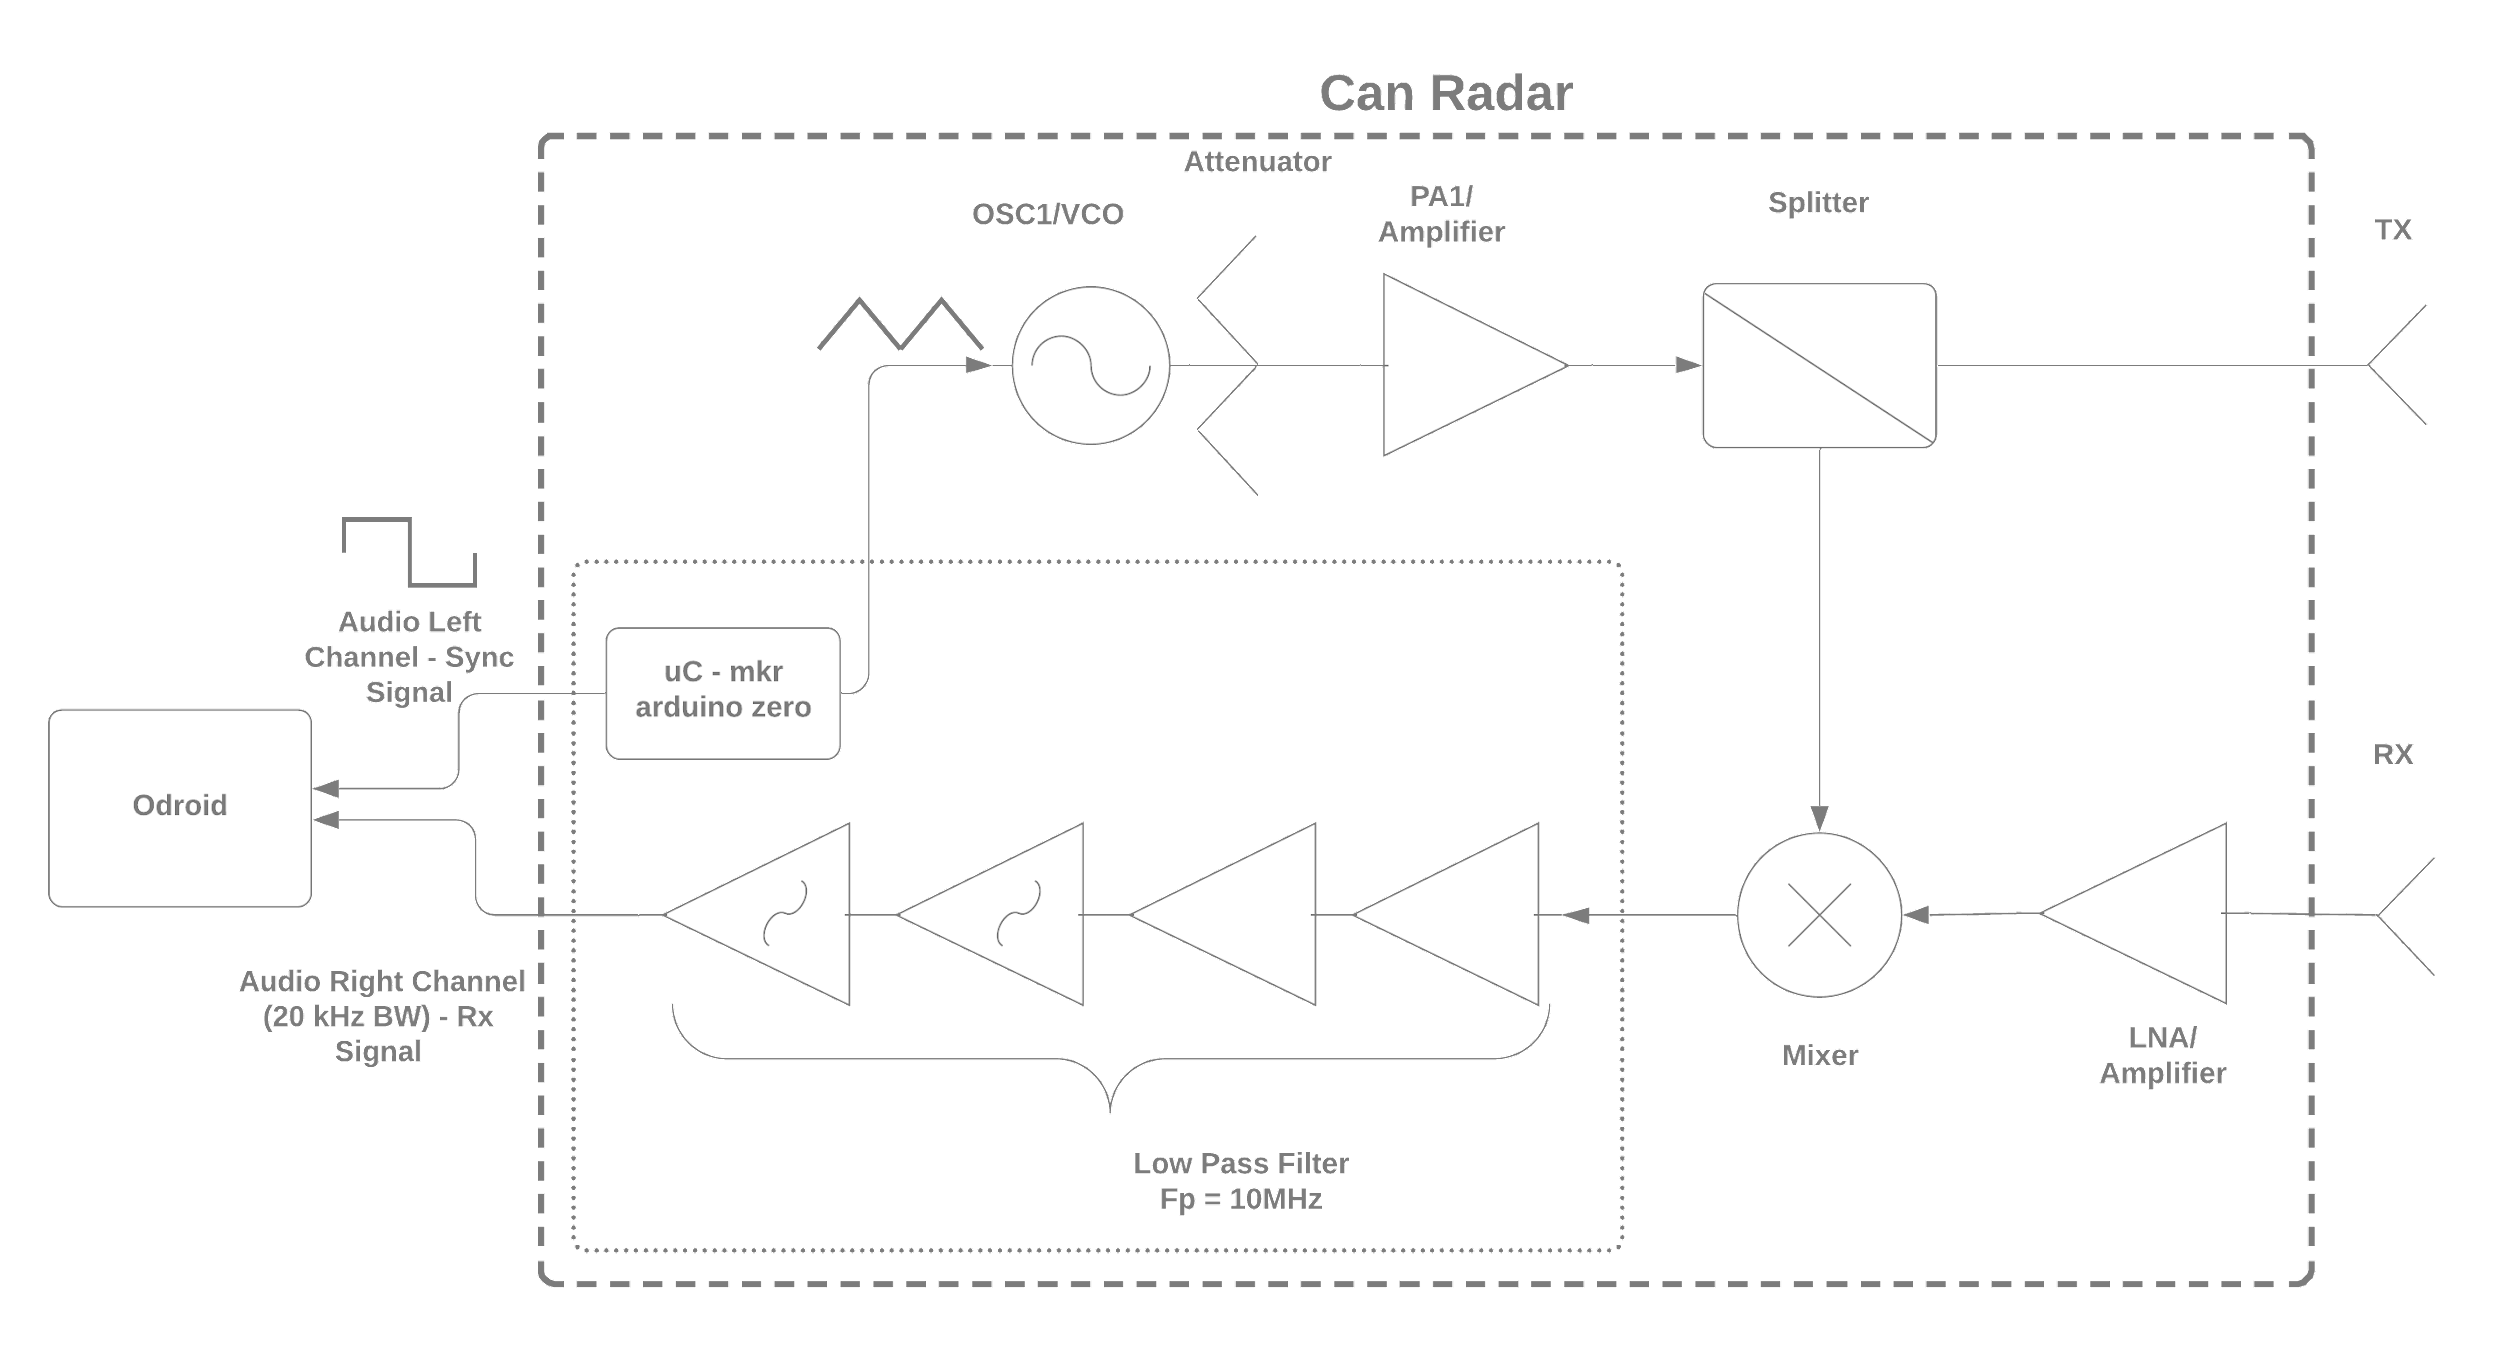 Can Radar
Attenuator
OSC1/VCO
PA1/
Amplifier
Splitter
TX
Audio Left
Channel - Sync
Signal
uC - mkr
arduino zero
Odroid
RX
Audio Right Channel
(20 kHz BW) - Rx
Signal
Mixer
LNA/
Amplifier
Low Pass Filter
Fp = 10MHz